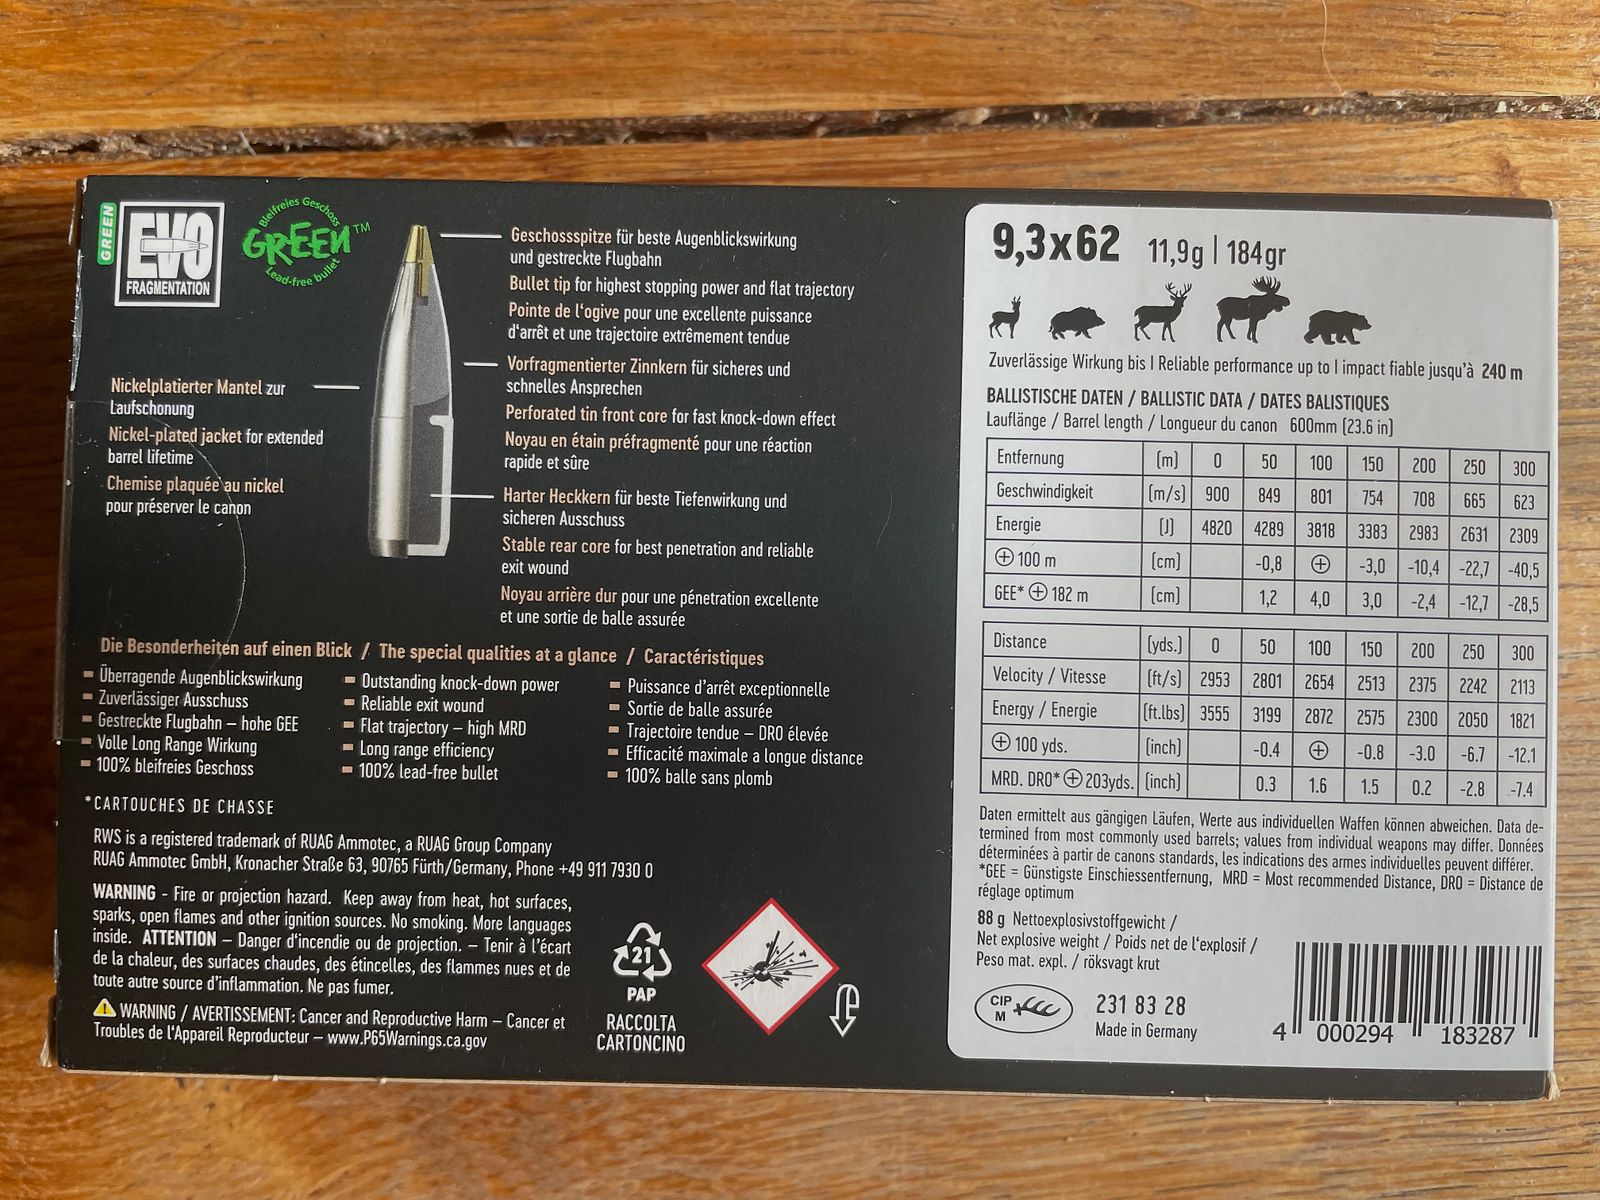 GREEN
EVO
FRAGMENTATION
Bleifreies Geschoss
GREEN™
Lead-free bullet
Geschossspitze für beste Augenblickswirkung
und gestreckte Flugbahn
Bullet tip for highest stopping power and flat trajectory
Pointe de l'ogive pour une excellente puissance
d'arrêt et une trajectoire extrêmement tendue
Vorfragmentierter Zinnkern für sicheres und
schnelles Ansprechen
Perforated tin front core for fast knock-down effect
Noyau en étain préfragmenté pour une réaction
rapide et sûre
Harter Heckkern für beste Tiefenwirkung und
sicheren Ausschuss
Stable rear core for best penetration and reliable
exit wound
Noyau arrière dur pour une pénetration excellente
et une sortie de balle assurée
Nickelplatierter Mantel zur
Laufschonung
Nickel-plated jacket for extended
barrel lifetime
Chemise plaquée au nickel
pour préserver le canon
Die Besonderheiten auf einen Blick / The special qualities at a glance / Caractéristiques
Überragende Augenblickswirkung
Zuverlässiger Ausschuss
Gestreckte Flugbahn – hohe GEE
Volle Long Range Wirkung
100% bleifreies Geschoss
Outstanding knock-down power
Reliable exit wound
Flat trajectory – high MRD
Long range efficiency
100% lead-free bullet
Puissance d'arrêt exceptionnelle
Sortie de balle assurée
Trajectoire tendue – DRO élevée
Efficacité maximale a longue distance
100% balle sans plomb
*CARTOUCHES DE CHASSE
RWS is a registered trademark of RUAG Ammotec, a RUAG Group Company
RUAG Ammotec GmbH, Kronacher Straße 63, 90765 Fürth/Germany, Phone +49 911 7930 0
WARNING - Fire or projection hazard. Keep away from heat, hot surfaces,
sparks, open flames and other ignition sources. No smoking. More languages
inside. ATTENTION – Danger d'incendie ou de projection. – Tenir à l'écart
de la chaleur, des surfaces chaudes, des étincelles, des flammes nues et de
toute autre source d'inflammation. Ne pas fumer.
WARNING / AVERTISSEMENT: Cancer and Reproductive Harm – Cancer et
Troubles de l'Appareil Reproducteur – www.P65Warnings.ca.gov
21
PAP
RACCOLTA
CARTONCINO
9,3x62 11,9g | 184gr
Zuverlässige Wirkung bis | Reliable performance up to | impact fiable jusqu'à 240 m
BALLISTISCHE DATEN / BALLISTIC DATA / DATES BALISTIQUES
Lauflänge / Barrel length / Longueur du canon 600mm (23.6 in)
Entfernung (m) 0 50 100 150 200 250 300
Geschwindigkeit (m/s) 900 849 801 754 708 665 623
Energie (J) 4820 4289 3818 3383 2983 2631 2309
⊕ 100 m (cm) -0,8 ⊕ -3,0 -10,4 -22,7 -40,5
GEE* ⊕ 182 m (cm) 1,2 4,0 3,0 -2,4 -12,7 -28,5
Distance (yds.) 0 50 100 150 200 250 300
Velocity / Vitesse (ft/s) 2953 2801 2654 2513 2375 2242 2113
Energy / Energie (ft.lbs) 3555 3199 2872 2575 2300 2050 1821
⊕ 100 yds. (inch) -0.4 ⊕ -0.8 -3.0 -6.7 -12.1
MRD. DRO* ⊕ 203yds. (inch) 0.3 1.6 1.5 0.2 -2.8 -7.4
Daten ermittelt aus gängigen Läufen, Werte aus individuellen Waffen können abweichen. Data de-
termined from most commonly used barrels; values from individual weapons may differ. Données
déterminées à partir de canons standards, les indications des armes individuelles peuvent différer.
*GEE = Günstigste Einschiessentfernung, MRD = Most recommended Distance, DRO = Distance de
réglage optimum
88 g Nettoexplosivstoffgewicht /
Net explosive weight / Poids net de l'explosif /
Peso mat. expl. / röksvagt krut
CIP
M
231 83 28
Made in Germany
4 000294 183287